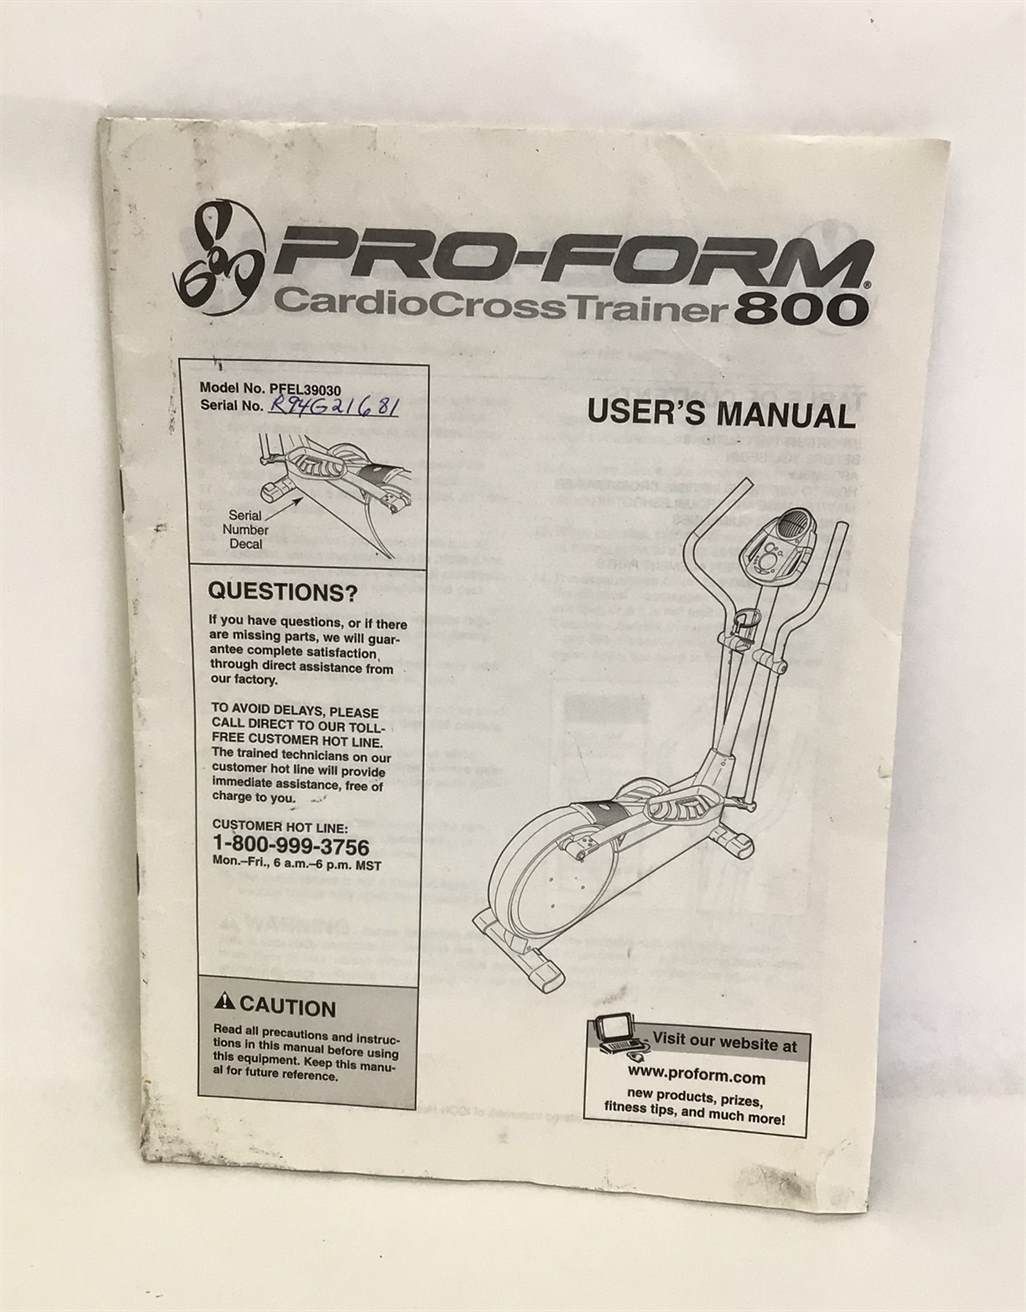 PRO-FORM®
CardioCrossTrainer 800
Model No. PFEL39030
Serial No. R94G21681
Serial
Number
Decal
QUESTIONS?
If you have questions, or if there
are missing parts, we will guar-
antee complete satisfaction
through direct assistance from
our factory.
TO AVOID DELAYS, PLEASE
CALL DIRECT TO OUR TOLL-
FREE CUSTOMER HOT LINE.
The trained technicians on our
customer hot line will provide
immediate assistance, free of
charge to you.
CUSTOMER HOT LINE:
1-800-999-3756
Mon.–Fri., 6 a.m.–6 p.m. MST
CAUTION
Read all precautions and instruc-
tions in this manual before using
this equipment. Keep this manu-
al for future reference.
USER'S MANUAL
Visit our website at
www.proform.com
new products, prizes,
fitness tips, and much more!